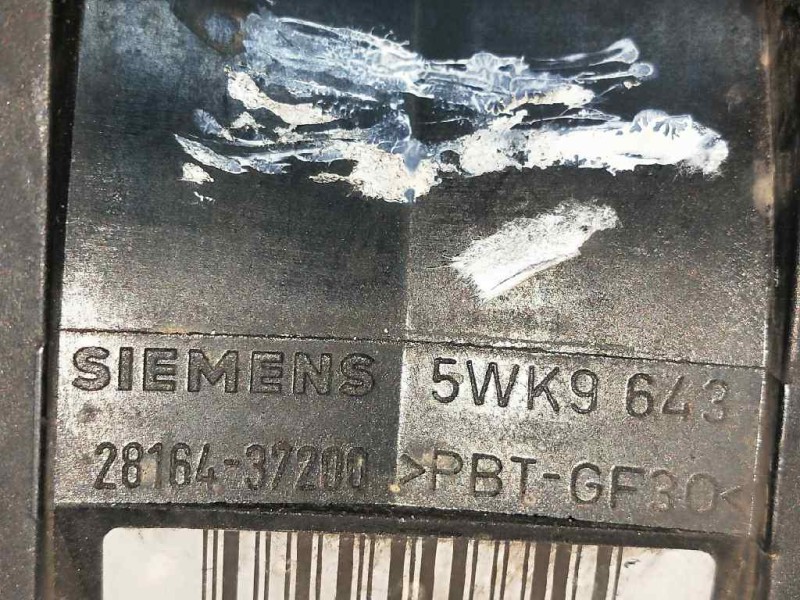 SIEMENS 5WK9 643
28164-37200 >PBT-GF30<